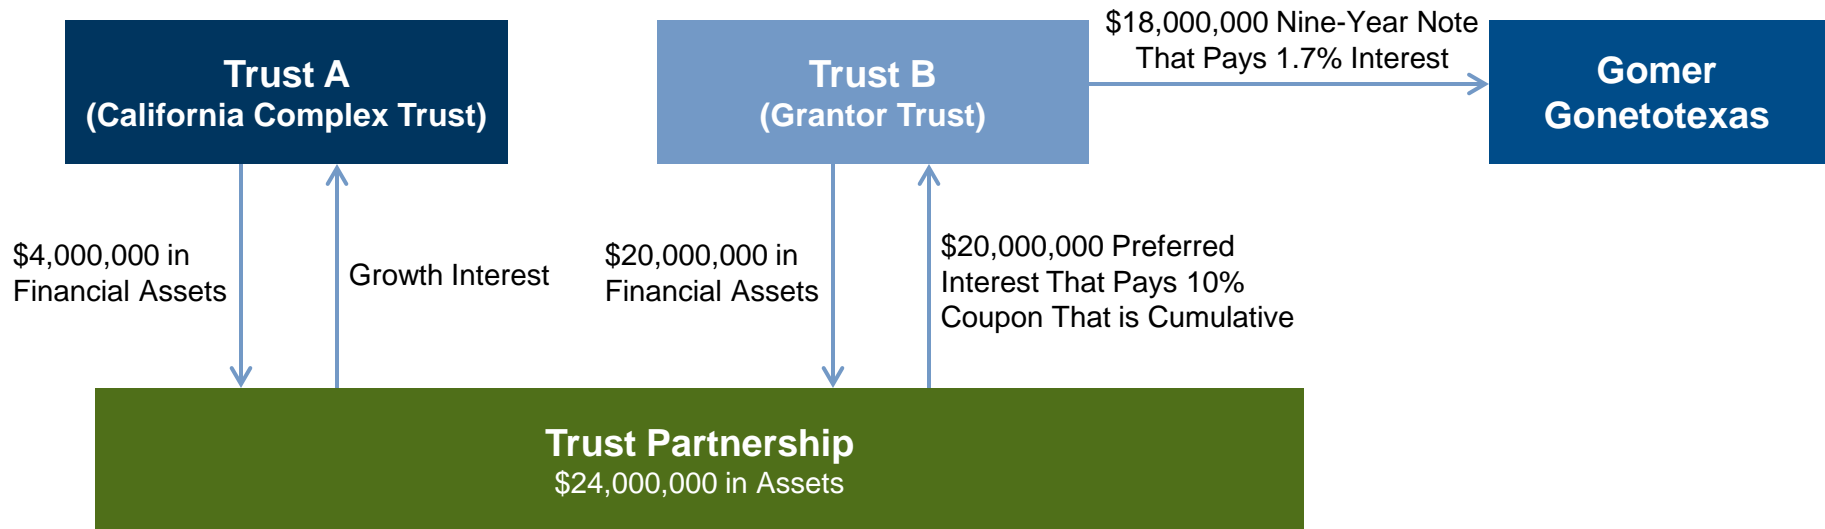 Trust A
(California Complex Trust)
Trust B
(Grantor Trust)
$18,000,000 Nine-Year Note
That Pays 1.7% Interest
Gomer
Gonetotexas
$4,000,000 in
Financial Assets
Growth Interest
$20,000,000 in
Financial Assets
$20,000,000 Preferred
Interest That Pays 10%
Coupon That is Cumulative
Trust Partnership
$24,000,000 in Assets